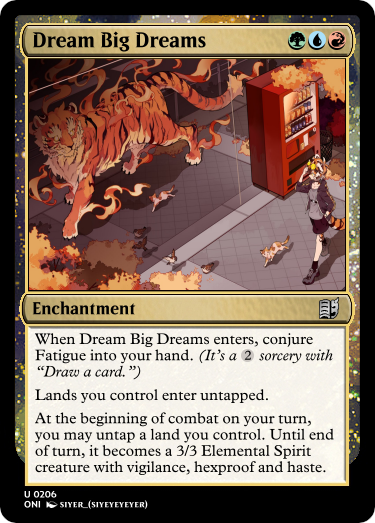 Dream Big Dreams
Enchantment
When Dream Big Dreams enters, conjure
Fatigue into your hand. (It's a 2 sorcery with
“Draw a card.”)
Lands you control enter untapped.
At the beginning of combat on your turn,
you may untap a land you control. Until end
of turn, it becomes a 3/3 Elemental Spirit
creature with vigilance, hexproof and haste.
U 0206
ONI SIYER_(SIYEYEYEYER)